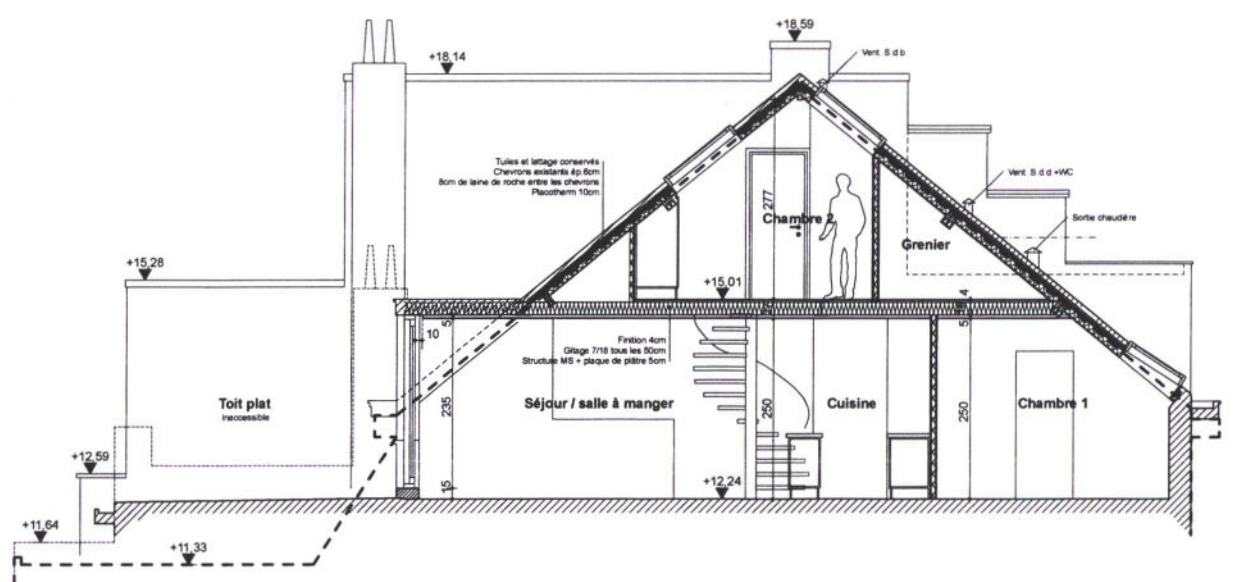 +18,59
Vent S.d.b
+18,14
Tuiles et lattage conservés
Chevrons existants ép.6cm
8cm de laine de roche entre les chevrons
Placotherm 10cm
Vent S.d.d +WC
277
Chambre 2
Sortie chaudière
Grenier
+15,28
+15,01
4
5
5
10
Finition 4cm
Gitage 7/18 tous les 50cm
Structure MS + plaque de plâtre 5cm
Toit plat
inaccessible
235
Séjour / salle à manger
250
Cuisine
250
Chambre 1
+12,59
15
+12,24
+11,64
+11,33